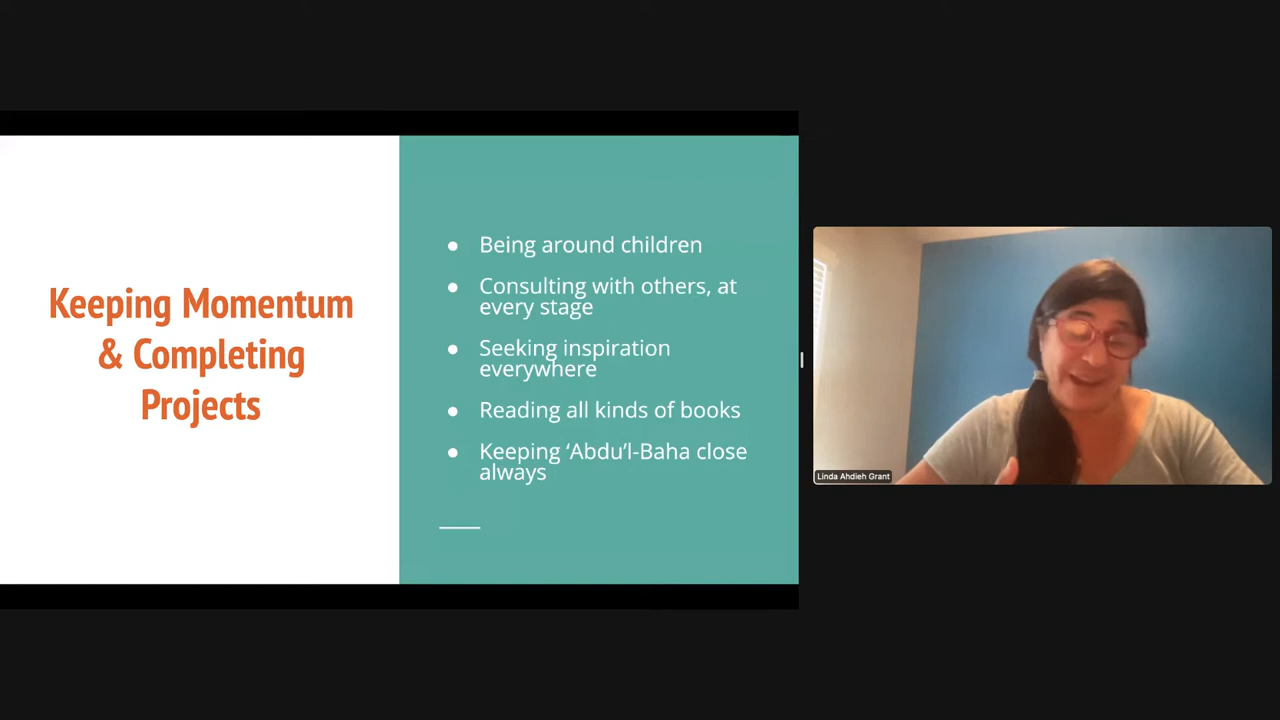 Keeping Momentum
& Completing
Projects
● Being around children
● Consulting with others, at
every stage
● Seeking inspiration
everywhere
● Reading all kinds of books
● Keeping ‘Abdu’l-Baha close
always
Linda Ahdieh Grant